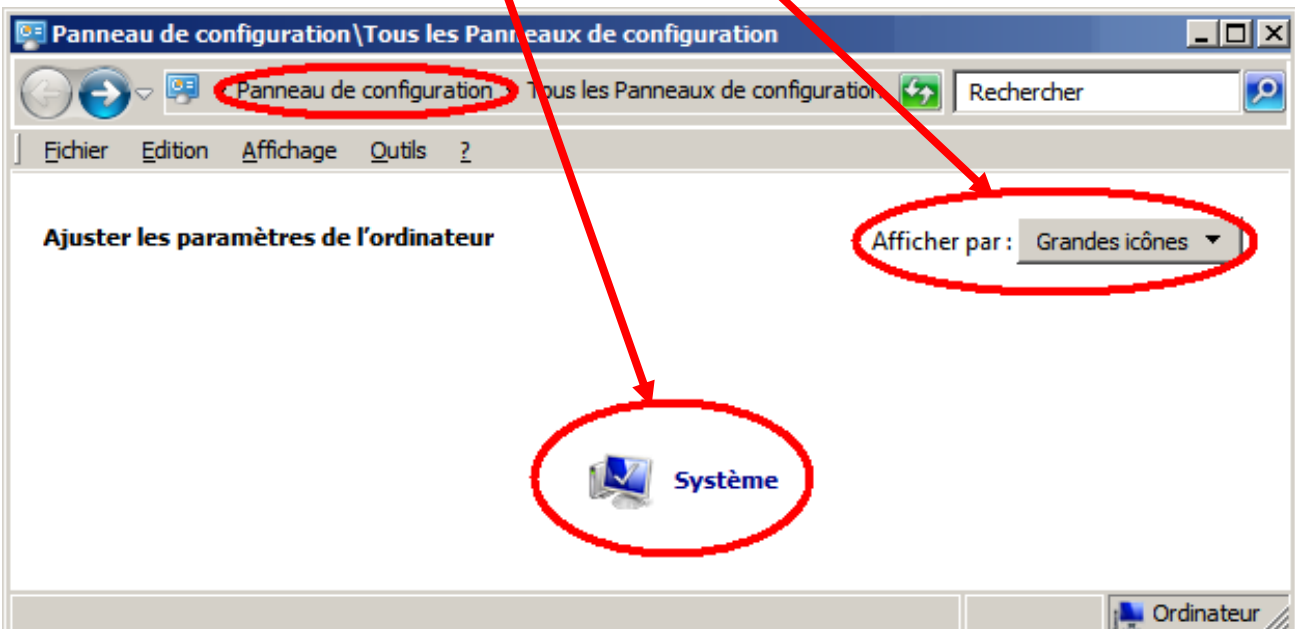 Panneau de configuration\Tous les Panneaux de configuration
Panneau de configuration Tous les Panneaux de configuration Rechercher
Fichier Edition Affichage Outils ?
Ajuster les paramètres de l’ordinateur Afficher par : Grandes icônes
Système
Ordinateur